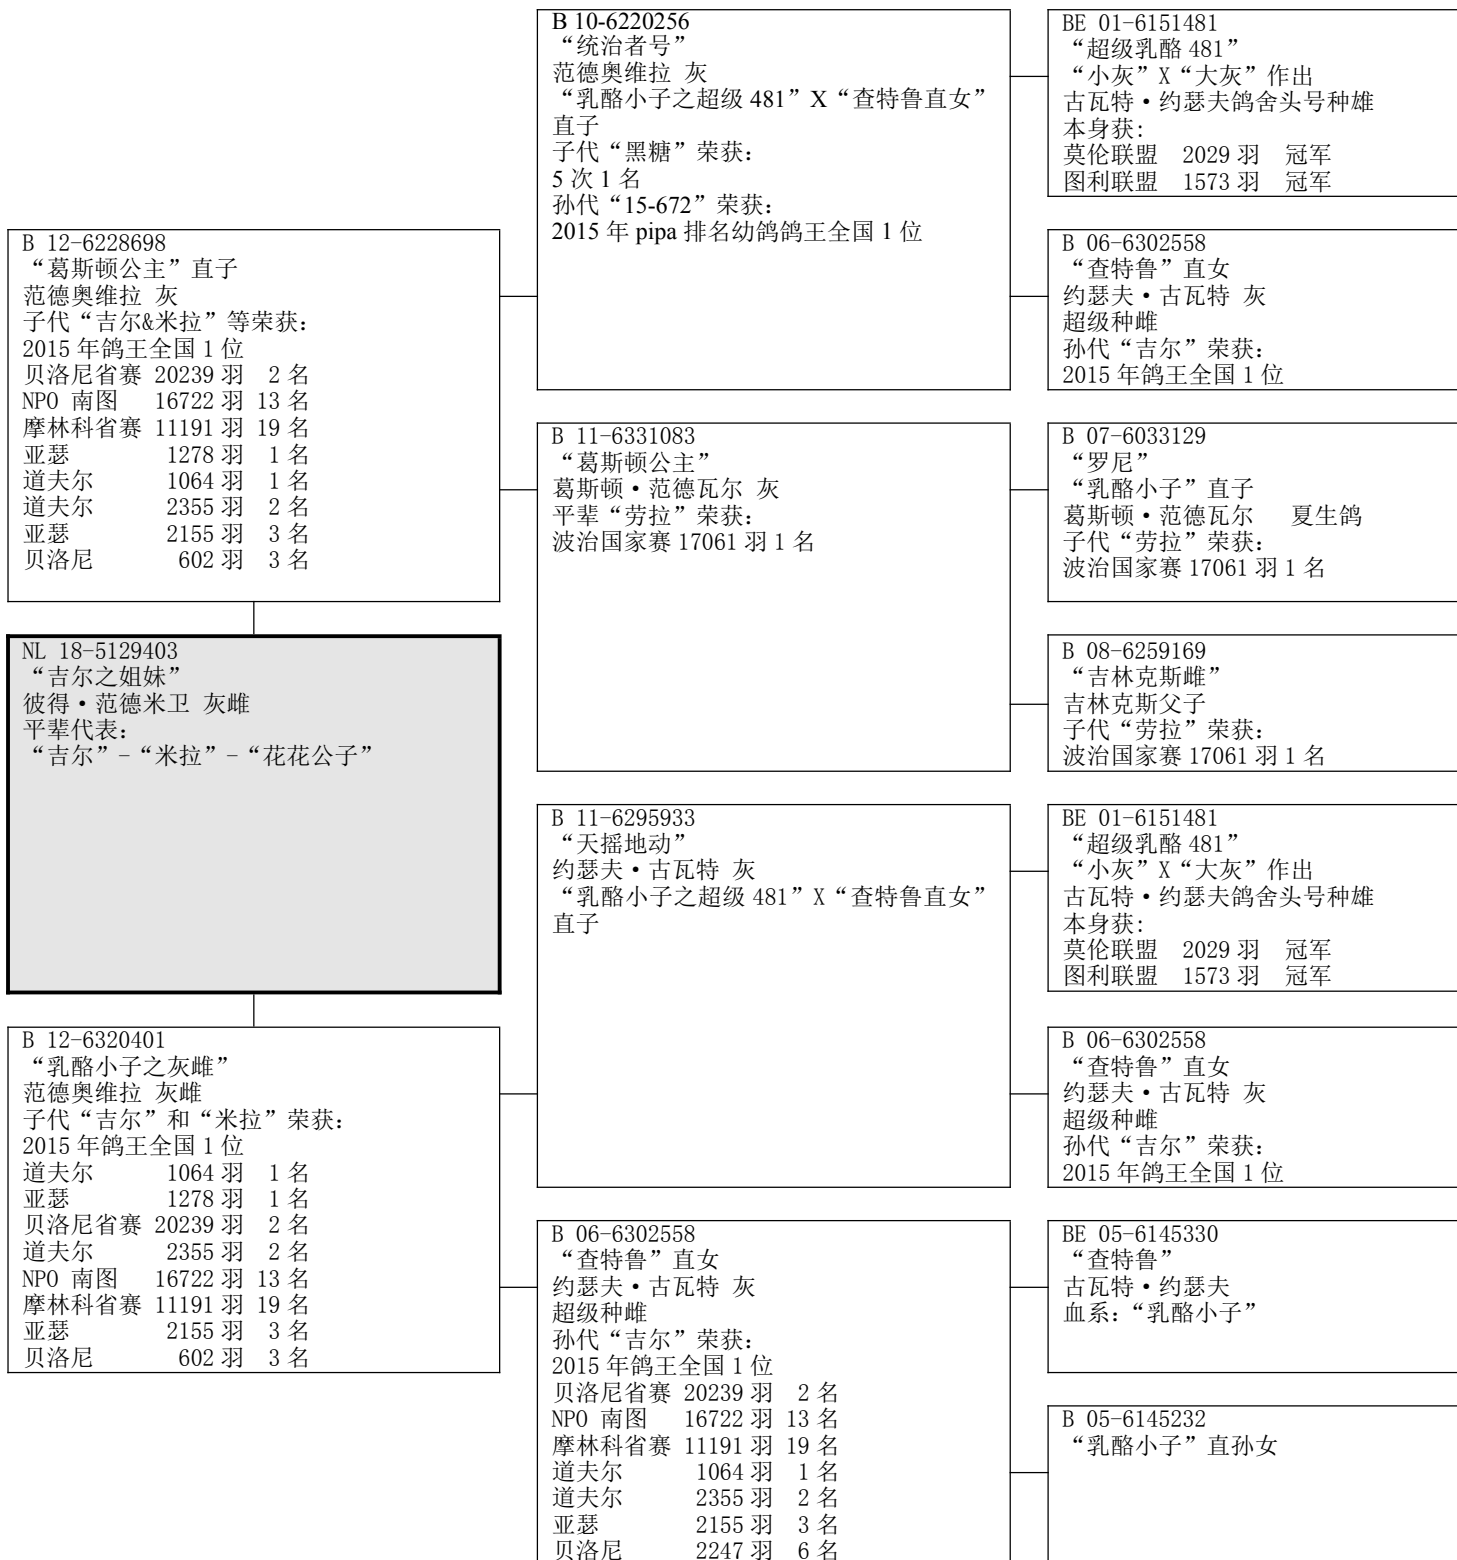 B 12-6228698
“葛斯顿公主”直子
范德奥维拉 灰
子代“吉尔&米拉”等荣获：
2015 年鸽王全国 1 位
贝洛尼省赛 20239 羽 2 名
NPO 南图 16722 羽 13 名
摩林科省赛 11191 羽 19 名
亚瑟 1278 羽 1 名
道夫尔 1064 羽 1 名
道夫尔 2355 羽 2 名
亚瑟 2155 羽 3 名
贝洛尼 602 羽 3 名
NL 18-5129403
“吉尔之姐妹”
彼得·范德米卫 灰雌
平辈代表：
“吉尔”-“米拉”-“花花公子”
B 12-6320401
“乳酪小子之灰雌”
范德奥维拉 灰雌
子代“吉尔”和“米拉”荣获：
2015 年鸽王全国 1 位
道夫尔 1064 羽 1 名
亚瑟 1278 羽 1 名
贝洛尼省赛 20239 羽 2 名
道夫尔 2355 羽 2 名
NPO 南图 16722 羽 13 名
摩林科省赛 11191 羽 19 名
亚瑟 2155 羽 3 名
贝洛尼 602 羽 3 名
B 10-6220256
“统治者号”
范德奥维拉 灰
“乳酪小子之超级 481”X“查特鲁直女”
直子
子代“黑糖”荣获：
5 次 1 名
孙代“15-672”荣获：
2015 年 pipa 排名幼鸽鸽王全国 1 位
B 11-6331083
“葛斯顿公主”
葛斯顿·范德瓦尔 灰
平辈“劳拉”荣获：
波治国家赛 17061 羽 1 名
B 11-6295933
“天摇地动”
约瑟夫·古瓦特 灰
“乳酪小子之超级 481”X“查特鲁直女”
直子
B 06-6302558
“查特鲁”直女
约瑟夫·古瓦特 灰
超级种雌
孙代“吉尔”荣获：
2015 年鸽王全国 1 位
贝洛尼省赛 20239 羽 2 名
NPO 南图 16722 羽 13 名
摩林科省赛 11191 羽 19 名
道夫尔 1064 羽 1 名
道夫尔 2355 羽 2 名
亚瑟 2155 羽 3 名
贝洛尼 2247 羽 6 名
BE 01-6151481
“超级乳酪 481”
“小灰”X“大灰”作出
古瓦特·约瑟夫鸽舍头号种雄
本身获:
莫伦联盟 2029 羽 冠军
图利联盟 1573 羽 冠军
B 06-6302558
“查特鲁”直女
约瑟夫·古瓦特 灰
超级种雌
孙代“吉尔”荣获：
2015 年鸽王全国 1 位
B 07-6033129
“罗尼”
“乳酪小子”直子
葛斯顿·范德瓦尔 夏生鸽
子代“劳拉”荣获：
波治国家赛 17061 羽 1 名
B 08-6259169
“吉林克斯雌”
吉林克斯父子
子代“劳拉”荣获：
波治国家赛 17061 羽 1 名
BE 01-6151481
“超级乳酪 481”
“小灰”X“大灰”作出
古瓦特·约瑟夫鸽舍头号种雄
本身获:
莫伦联盟 2029 羽 冠军
图利联盟 1573 羽 冠军
B 06-6302558
“查特鲁”直女
约瑟夫·古瓦特 灰
超级种雌
孙代“吉尔”荣获：
2015 年鸽王全国 1 位
BE 05-6145330
“查特鲁”
古瓦特·约瑟夫
血系：“乳酪小子”
B 05-6145232
“乳酪小子”直孙女